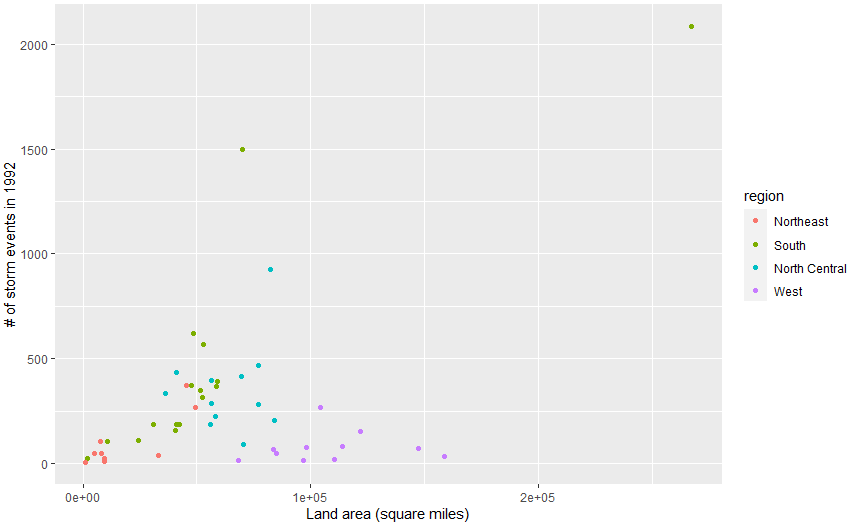 2000
1500
1000
500
0
# of storm events in 1992
0e+00 1e+05 2e+05
Land area (square miles)
region
Northeast
South
North Central
West